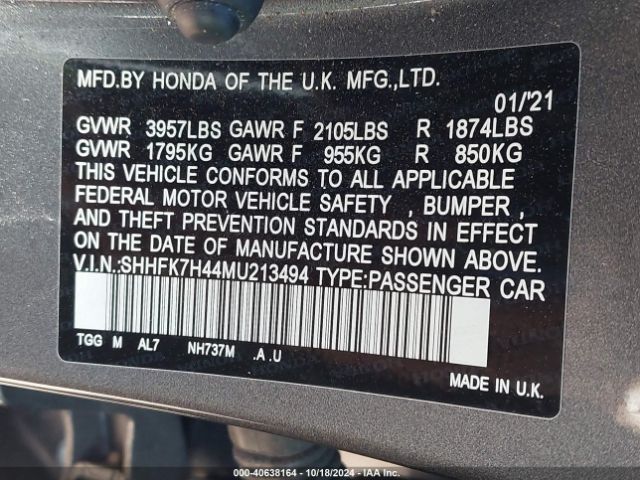 MFD.BY HONDA OF THE U.K. MFG.,LTD.
01/'21
GVWR 3957LBS GAWR F 2105LBS R 1874LBS
GVWR 1795KG GAWR F 955KG R 850KG
THIS VEHICLE CONFORMS TO ALL APPLICABLE
FEDERAL MOTOR VEHICLE SAFETY , BUMPER ,
AND THEFT PREVENTION STANDARDS IN EFFECT
ON THE DATE OF MANUFACTURE SHOWN ABOVE.
V.I.N.:SHHFK7H44MU213494 TYPE:PASSENGER CAR
TGG M AL7 NH737M .A.U
MADE IN U.K.
000-40638164 - 10/18/2024 - IAA Inc.